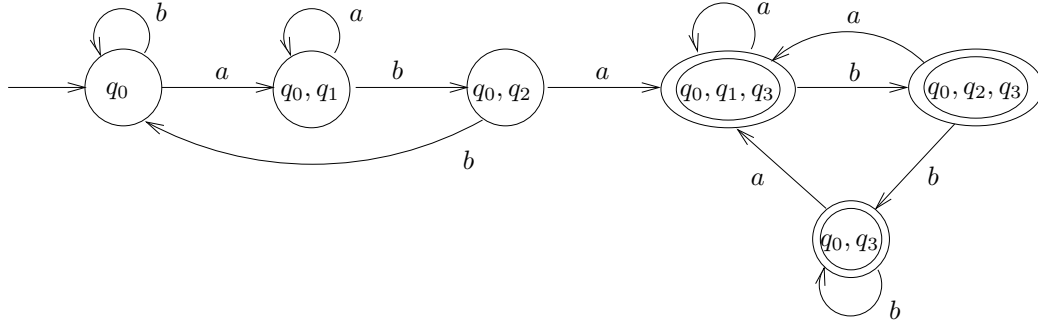 b
a
a
a
q₀
a
q₀, q₁
b
q₀, q₂
a
q₀, q₁, q₃
b
q₀, q₂, q₃
b
a
b
q₀, q₃
b